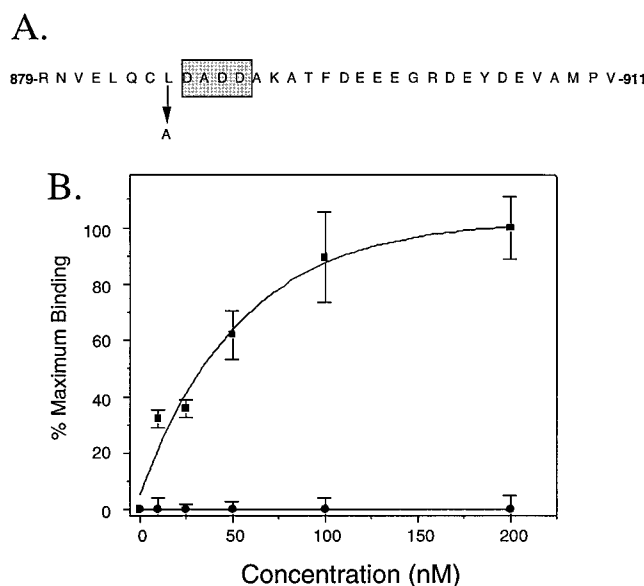 A.
879-R N V E L Q C L D A D D A K A T F D E E E G R D E Y D E V A M P V-911
A
B.
% Maximum Binding
100
80
60
40
20
0
0 50 100 150 200
Concentration (nM)